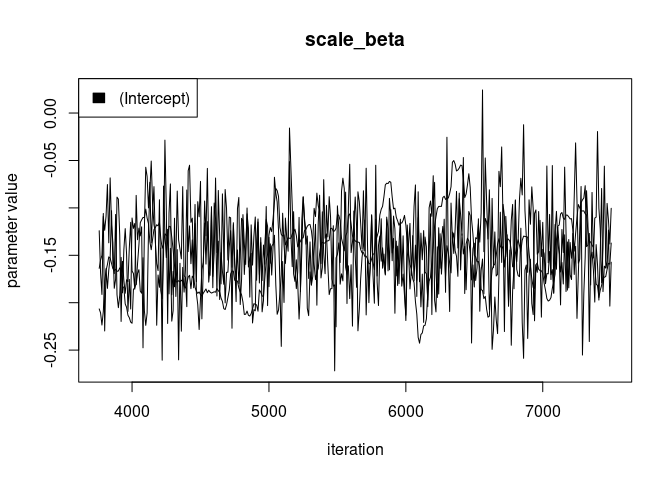 scale_beta
(Intercept)
0.00
-0.05
-0.15
-0.25
parameter value
4000 5000 6000 7000
iteration